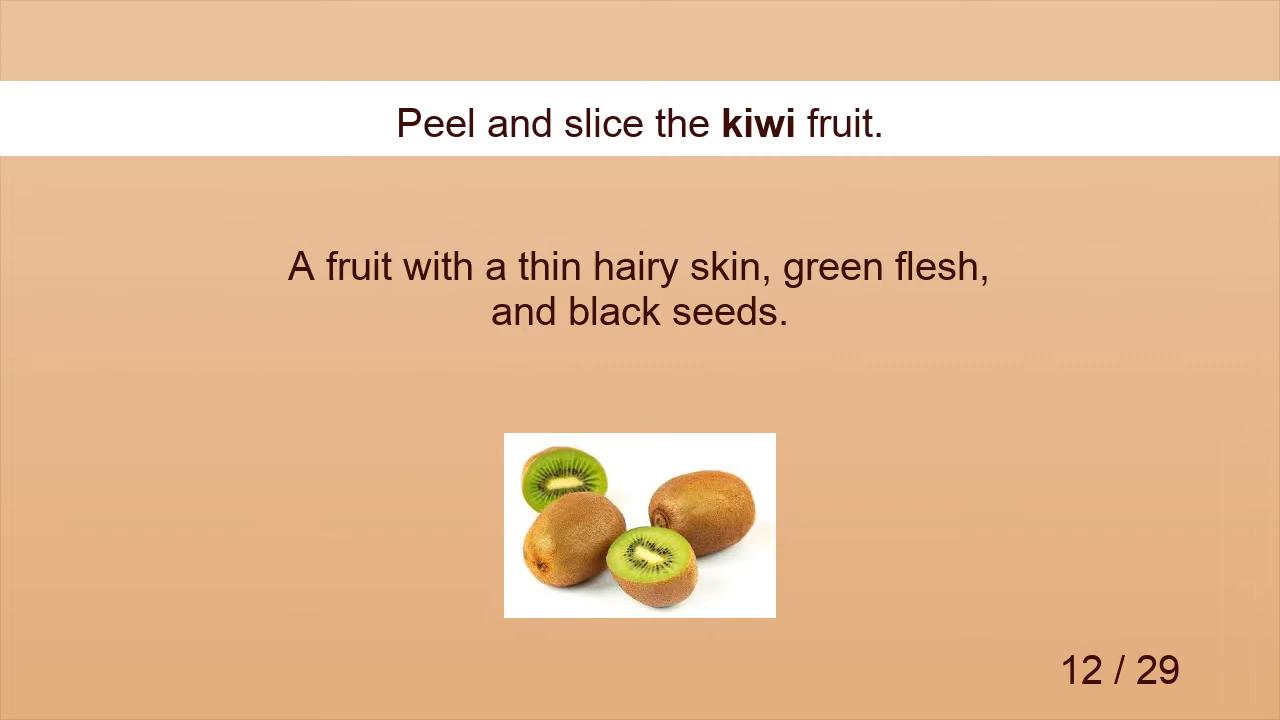 Peel and slice the kiwi fruit.
A fruit with a thin hairy skin, green flesh,
and black seeds.
12 / 29